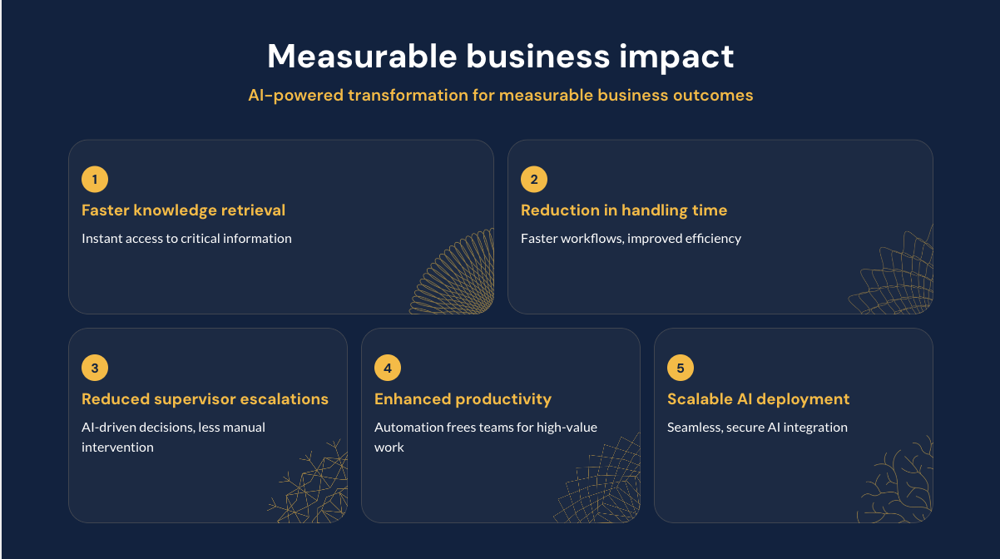 Measurable business impact
AI-powered transformation for measurable business outcomes
1
Faster knowledge retrieval
Instant access to critical information
2
Reduction in handling time
Faster workflows, improved efficiency
3
Reduced supervisor escalations
AI-driven decisions, less manual
intervention
4
Enhanced productivity
Automation frees teams for high-value
work
5
Scalable AI deployment
Seamless, secure AI integration